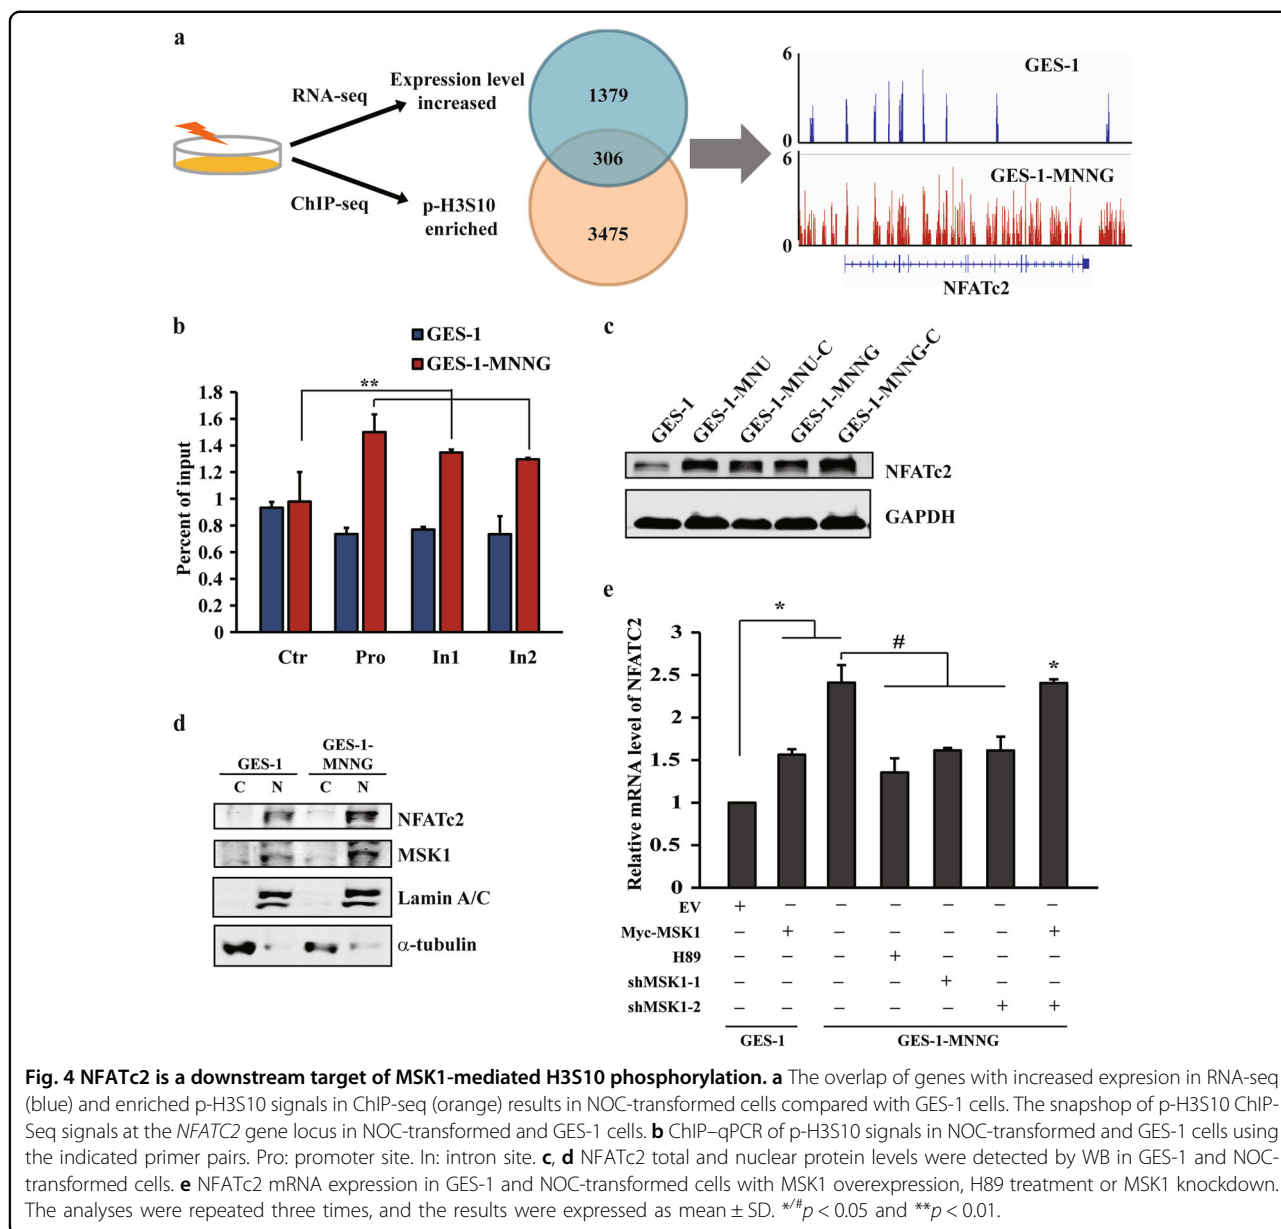 a
RNA-seq
Expression level
increased
ChIP-seq
p-H3S10
enriched
1379
306
3475
6
GES-1
0
6
GES-1-MNNG
0
NFATc2
b
GES-1
GES-1-MNNG
Percent of input
1.8
1.6
1.4
1.2
1
0.8
0.6
0.4
0.2
0
**
Ctr Pro In1 In2
c
GES-1 GES-1-MNU GES-1-MNU-C GES-1-MNNG GES-1-MNNG-C
NFATc2
GAPDH
d
GES-1 GES-1-
MNNG
C N C N
NFATc2
MSK1
Lamin A/C
α-tubulin
e
Relative mRNA level of NFATC2
3
2.5
2
1.5
1
0.5
0
* # *
EV + − − − − − −
Myc-MSK1 − + − − − − +
H89 − − − + − − −
shMSK1-1 − − − − + − −
shMSK1-2 − − − − − + +
GES-1 GES-1-MNNG
Fig. 4 NFATc2 is a downstream target of MSK1-mediated H3S10 phosphorylation. a The overlap of genes with increased expresion in RNA-seq
(blue) and enriched p-H3S10 signals in ChIP-seq (orange) results in NOC-transformed cells compared with GES-1 cells. The snapshop of p-H3S10 ChIP-
Seq signals at the NFATC2 gene locus in NOC-transformed and GES-1 cells. b ChIP–qPCR of p-H3S10 signals in NOC-transformed and GES-1 cells using
the indicated primer pairs. Pro: promoter site. In: intron site. c, d NFATc2 total and nuclear protein levels were detected by WB in GES-1 and NOC-
transformed cells. e NFATc2 mRNA expression in GES-1 and NOC-transformed cells with MSK1 overexpression, H89 treatment or MSK1 knockdown.
The analyses were repeated three times, and the results were expressed as mean ± SD. */#p < 0.05 and **p < 0.01.